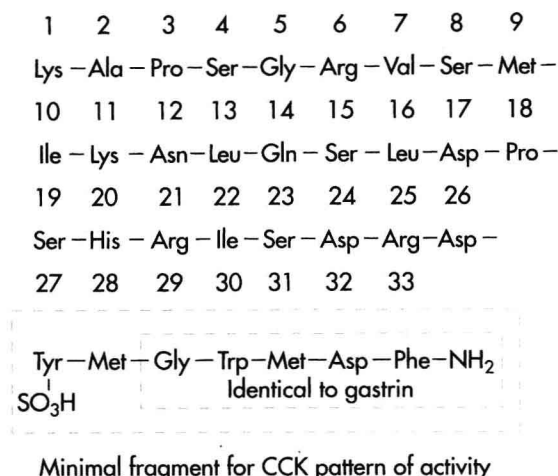 1 2 3 4 5 6 7 8 9
Lys – Ala – Pro – Ser – Gly – Arg – Val – Ser – Met –
10 11 12 13 14 15 16 17 18
Ile – Lys – Asn – Leu – Gln – Ser – Leu – Asp – Pro –
19 20 21 22 23 24 25 26
Ser – His – Arg – Ile – Ser – Asp – Arg – Asp –
27 28 29 30 31 32 33
Tyr – Met – Gly – Trp – Met – Asp – Phe – NH₂
SO₃H
Identical to gastrin
Minimal fragment for CCK pattern of activity